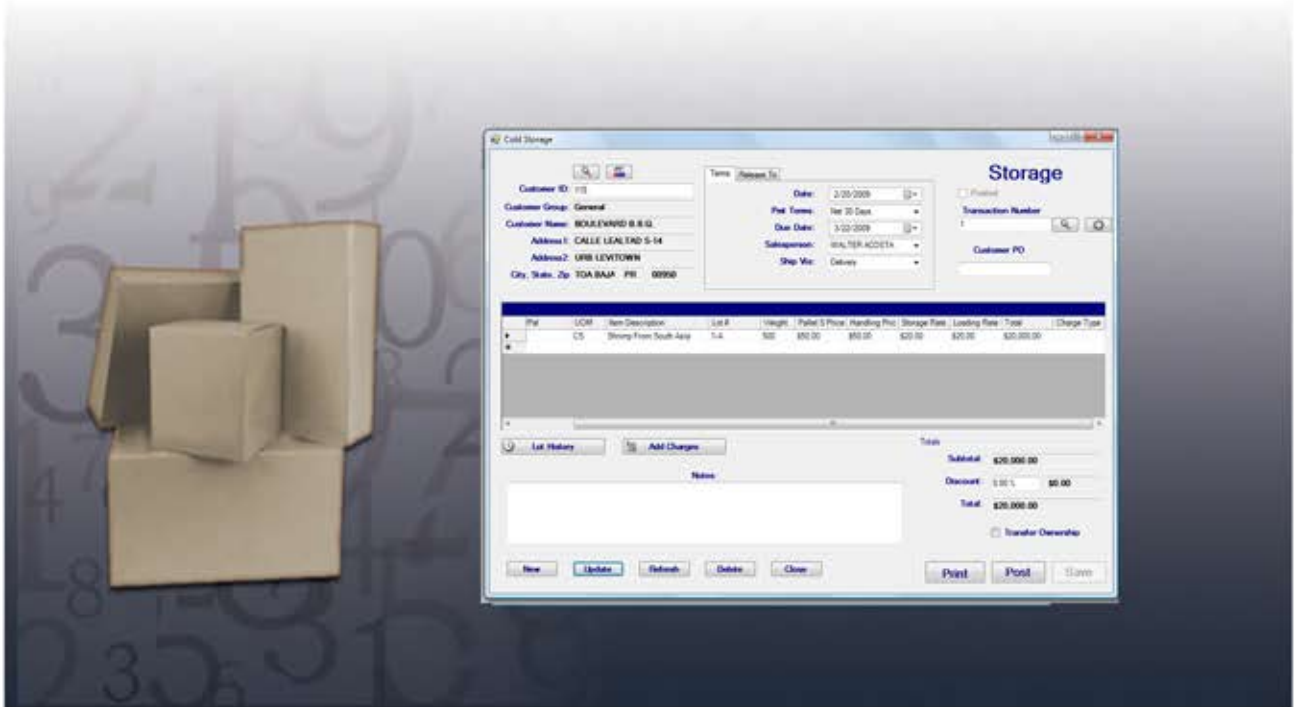 Cold Storage
Storage
Terms Release To
Customer ID: 115
Customer Group: General
Customer Name: BOULEVARD B.B.Q.
Address1: CALLE LEALTAD S-14
Address2: URB LEVITOWN
City, State, Zip TOA BAJA PR 00950
Date: 2/20/2009
Pmt Terms: Net 30 Days
Due Date: 3/22/2009
Salesperson: WALTER ACOSTA
Ship Via: Delivery
Posted
Transaction Number
1
Customer PO
Pal UOM Item Description Lot # Weight Pallet S Price Handling Pric Storage Rate Loading Rate Total Charge Type
CS Shrimp From South Asia 1-A 500 $50.00 $50.00 $20.00 $20.00 $20,000.00
Lot History Add Charges
Totals
Subtotal: $20,000.00
Discount: 0.00 % $0.00
Total: $20,000.00
Notes:
Transfer Ownership
New Update Refresh Delete Close Print Post Save